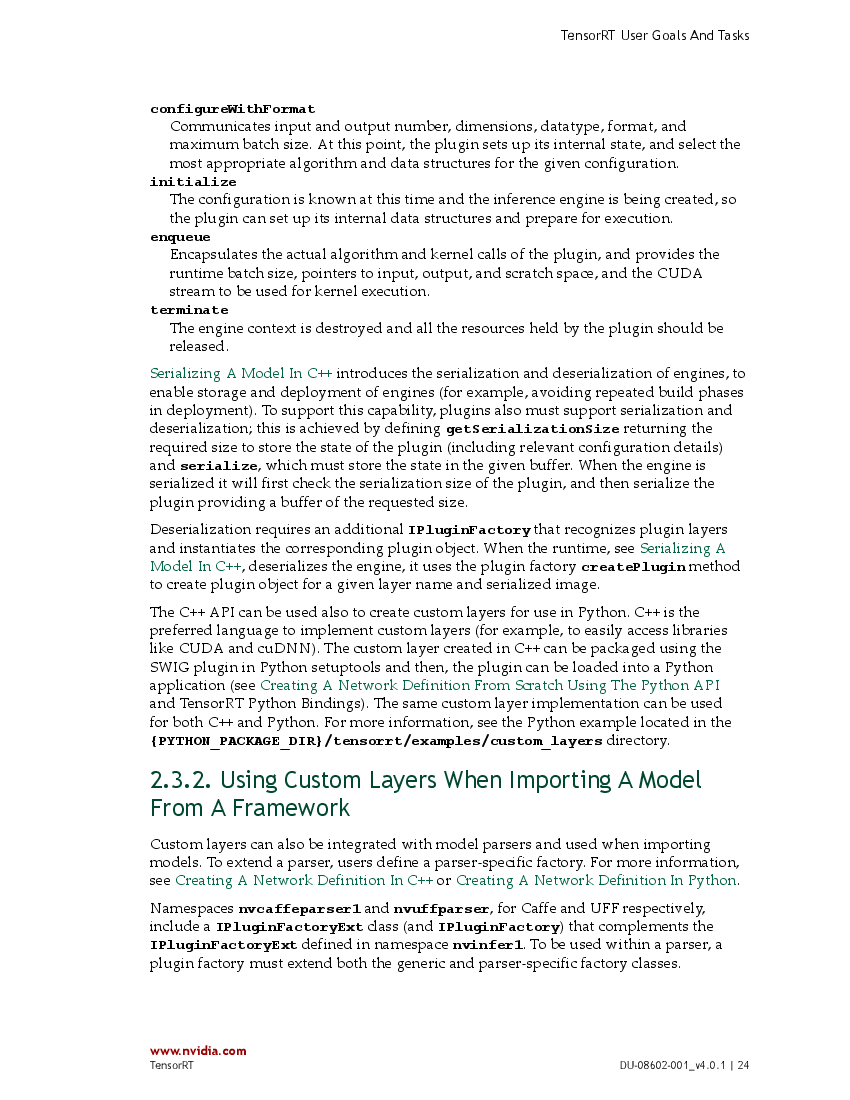 TensorRT User Goals And Tasks
configureWithFormat
Communicates input and output number, dimensions, datatype, format, and
maximum batch size. At this point, the plugin sets up its internal state, and select the
most appropriate algorithm and data structures for the given configuration.
initialize
The configuration is known at this time and the inference engine is being created, so
the plugin can set up its internal data structures and prepare for execution.
enqueue
Encapsulates the actual algorithm and kernel calls of the plugin, and provides the
runtime batch size, pointers to input, output, and scratch space, and the CUDA
stream to be used for kernel execution.
terminate
The engine context is destroyed and all the resources held by the plugin should be
released.
Serializing A Model In C++ introduces the serialization and deserialization of engines, to
enable storage and deployment of engines (for example, avoiding repeated build phases
in deployment). To support this capability, plugins also must support serialization and
deserialization; this is achieved by defining getSerializationSize returning the
required size to store the state of the plugin (including relevant configuration details)
and serialize, which must store the state in the given buffer. When the engine is
serialized it will first check the serialization size of the plugin, and then serialize the
plugin providing a buffer of the requested size.
Deserialization requires an additional IPluginFactory that recognizes plugin layers
and instantiates the corresponding plugin object. When the runtime, see Serializing A
Model In C++, deserializes the engine, it uses the plugin factory createPlugin method
to create plugin object for a given layer name and serialized image.
The C++ API can be used also to create custom layers for use in Python. C++ is the
preferred language to implement custom layers (for example, to easily access libraries
like CUDA and cuDNN). The custom layer created in C++ can be packaged using the
SWIG plugin in Python setuptools and then, the plugin can be loaded into a Python
application (see Creating A Network Definition From Scratch Using The Python API
and TensorRT Python Bindings). The same custom layer implementation can be used
for both C++ and Python. For more information, see the Python example located in the
{PYTHON_PACKAGE_DIR}/tensorrt/examples/custom_layers directory.
2.3.2. Using Custom Layers When Importing A Model
From A Framework
Custom layers can also be integrated with model parsers and used when importing
models. To extend a parser, users define a parser-specific factory. For more information,
see Creating A Network Definition In C++ or Creating A Network Definition In Python.
Namespaces nvcaffeparser1 and nvuffparser, for Caffe and UFF respectively,
include a IPluginFactoryExt class (and IPluginFactory) that complements the
IPluginFactoryExt defined in namespace nvinfer1. To be used within a parser, a
plugin factory must extend both the generic and parser-specific factory classes.
www.nvidia.com
TensorRT
DU-08602-001_v4.0.1 | 24